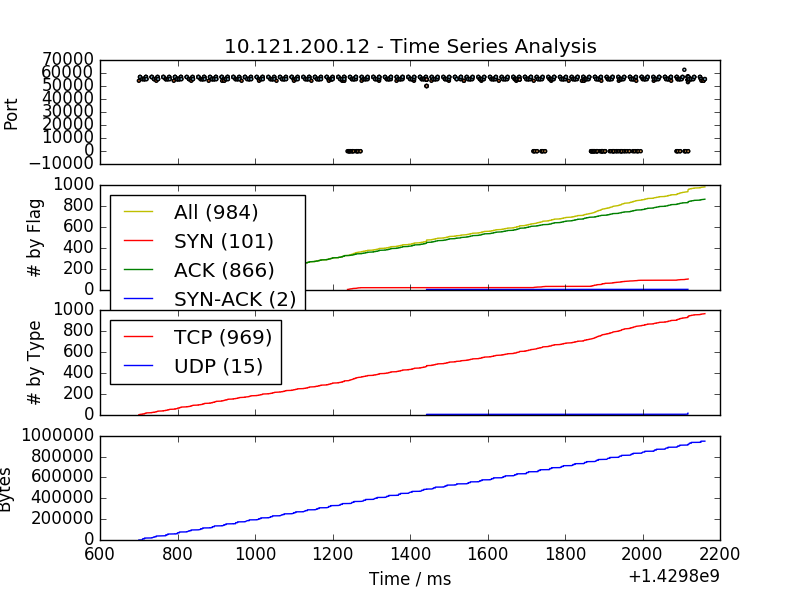 10.121.200.12 - Time Series Analysis
70000
60000
50000
40000
30000
20000
10000
0
−10000
Port
1000
800
600
400
200
0
# by Flag
All (984)
SYN (101)
ACK (866)
SYN-ACK (2)
1000
800
600
400
200
0
# by Type
TCP (969)
UDP (15)
1000000
800000
600000
400000
200000
0
Bytes
600 800 1000 1200 1400 1600 1800 2000 2200
Time / ms
+1.4298e9